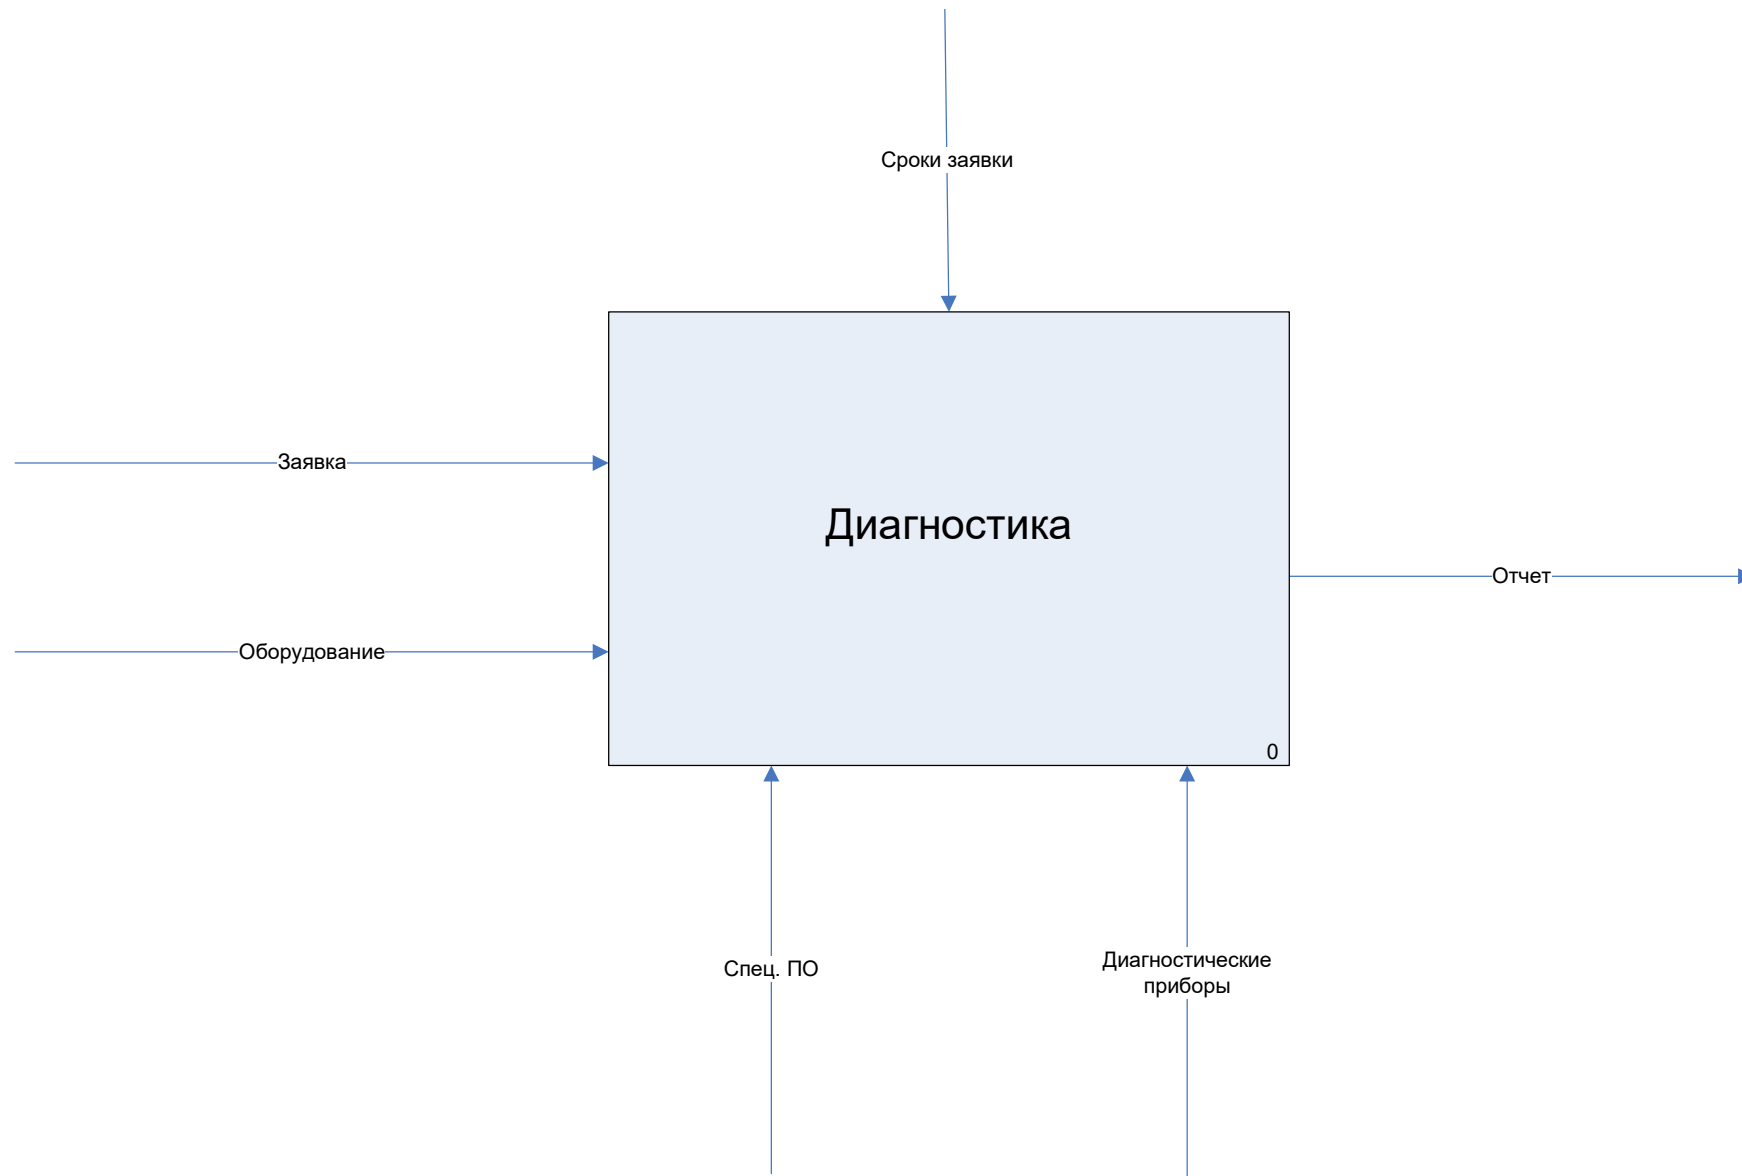 Сроки заявки
Заявка
Диагностика
Отчет
Оборудование
0
Спец. ПО
Диагностические
приборы